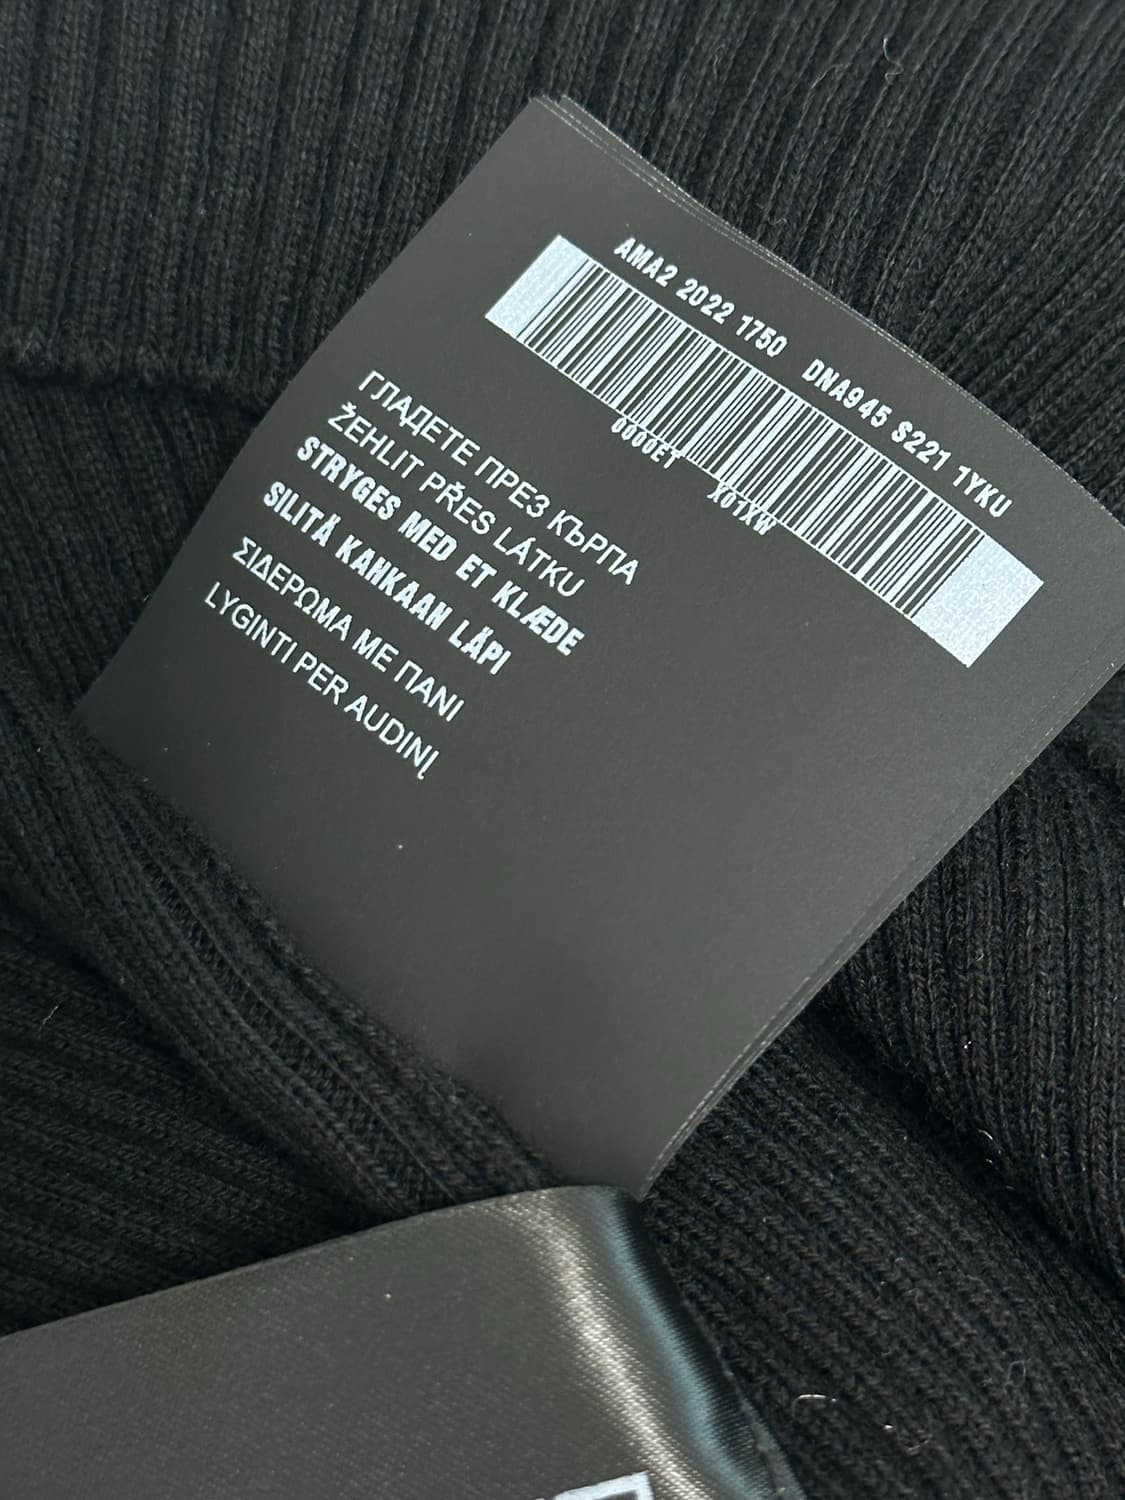 AMA2 2022 1750 DNA945 S221 1YKU
0000ET X01XW
ГЛАДЕТЕ ПРЕЗ КЪРПА
ŽEHLIT PŘES LÁTKU
STRYGES MED ET KLÆDE
SILITÄ KANKAAN LÄPI
ΣΙΔΕΡΩΜΑ ΜΕ ΠΑΝΙ
LYGINTI PER AUDINĮ